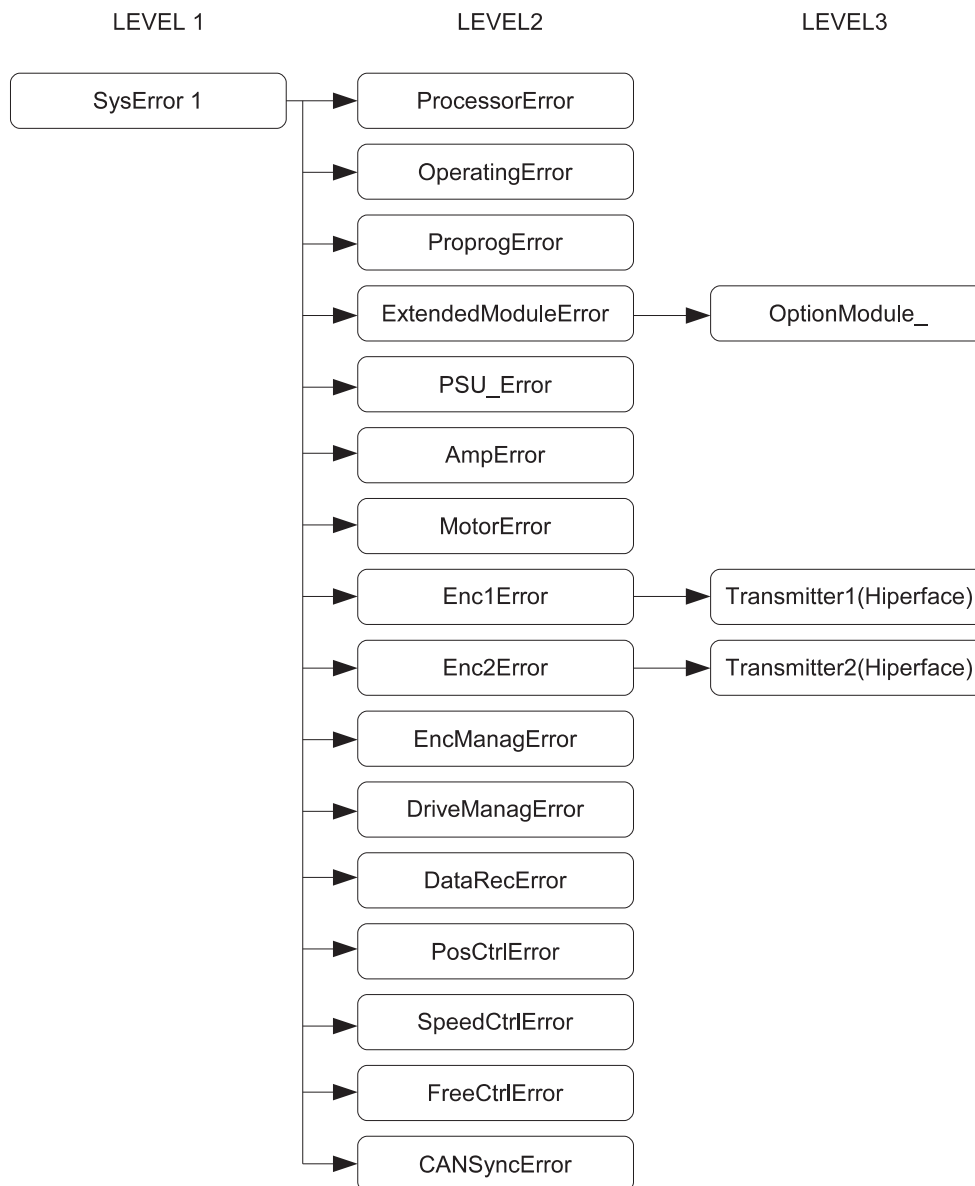 LEVEL 1 LEVEL2 LEVEL3
SysError 1 ProcessorError
OperatingError
ProprogError
ExtendedModuleError OptionModule_
PSU_Error
AmpError
MotorError
Enc1Error Transmitter1(Hiperface)
Enc2Error Transmitter2(Hiperface)
EncManagError
DriveManagError
DataRecError
PosCtrlError
SpeedCtrlError
FreeCtrlError
CANSyncError